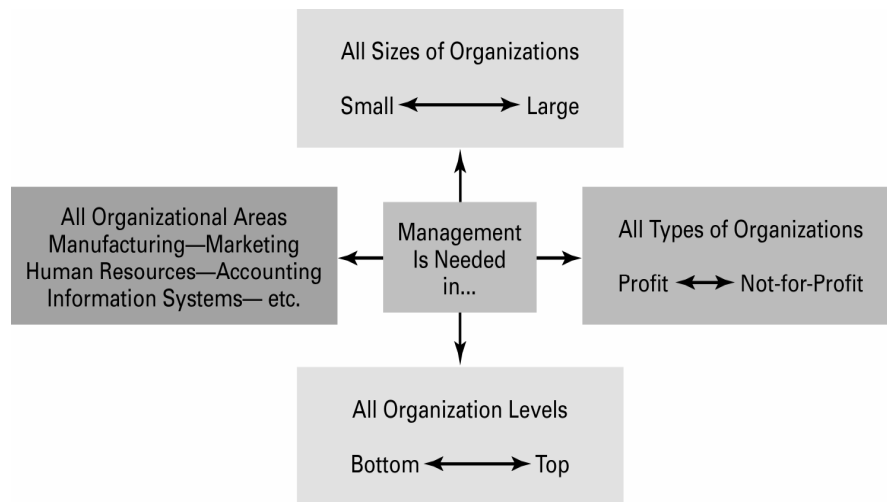 All Sizes of Organizations
Small Large
All Organizational Areas
Manufacturing—Marketing
Human Resources—Accounting
Information Systems— etc.
Management
Is Needed
in...
All Types of Organizations
Profit Not-for-Profit
All Organization Levels
Bottom Top